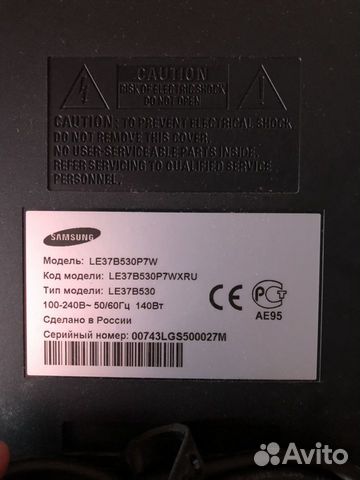 CAUTION
RISK OF ELECTRIC SHOCK
DO NOT OPEN
CAUTION: TO PREVENT ELECTRICAL SHOCK
DO NOT REMOVE THIS COVER.
NO USER-SERVICEABLE PARTS INSIDE.
REFER SERVICING TO QUALIFIED SERVICE
PERSONNEL.
SAMSUNG
Модель: LE37B530P7W
Код модели: LE37B530P7WXRU
Тип модели: LE37B530
100-240В~ 50/60Гц 140Вт
Сделано в России
Серийный номер: 00743LGS500027M
CE
АЕ95
Avito